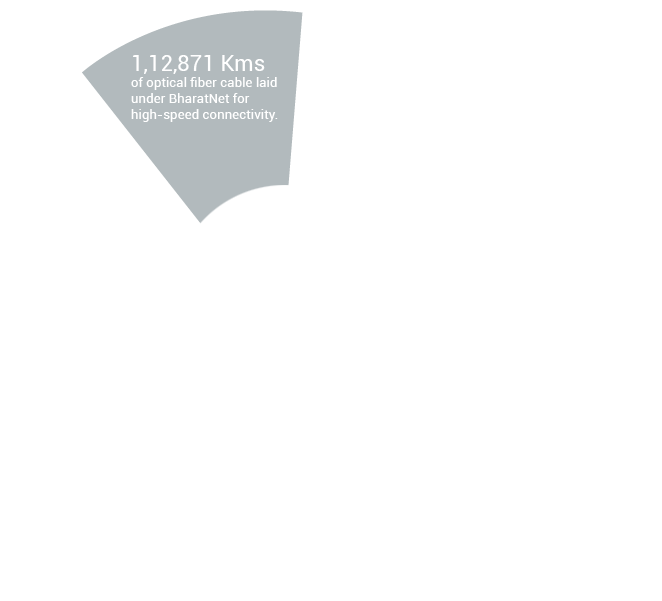 1,12,871 Kms
of optical fiber cable laid
under BharatNet for
high-speed connectivity.